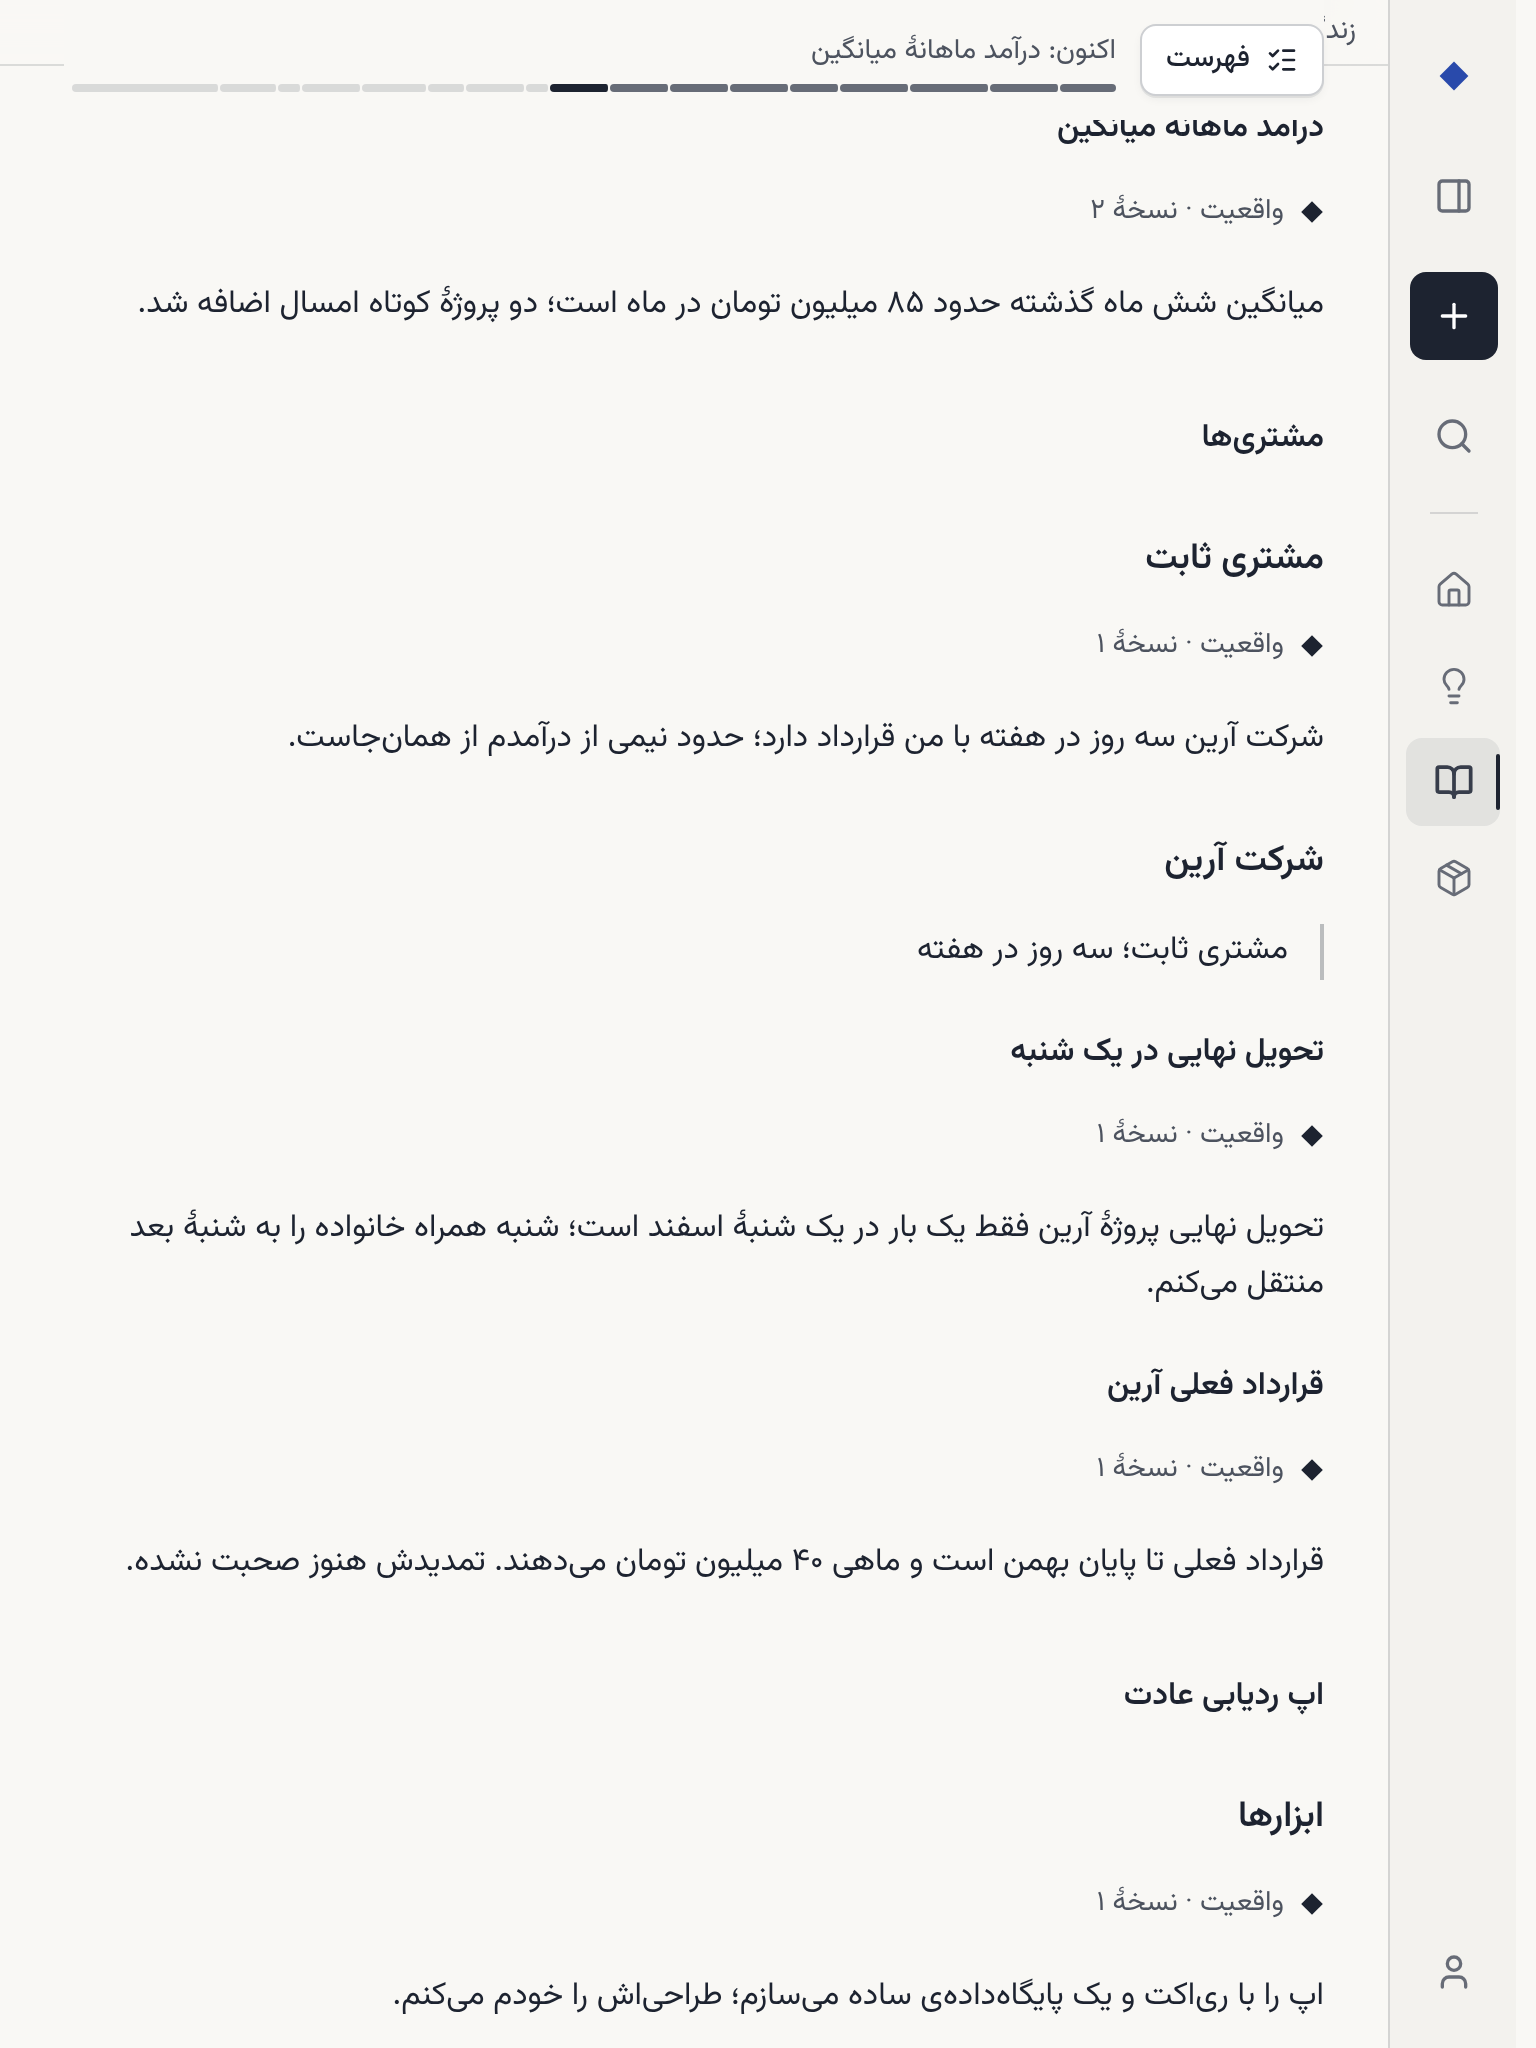 فهرست
اکنون: درآمد ماهانهٔ میانگین
درآمد ماهانهٔ میانگین
واقعیت · نسخهٔ ۲
میانگین شش ماه گذشته حدود ۸۵ میلیون تومان در ماه است؛ دو پروژهٔ کوتاه امسال اضافه شد.
مشتری‌ها
مشتری ثابت
واقعیت · نسخهٔ ۱
شرکت آرین سه روز در هفته با من قرارداد دارد؛ حدود نیمی از درآمدم از همان‌جاست.
شرکت آرین
مشتری ثابت؛ سه روز در هفته
تحویل نهایی در یک شنبه
واقعیت · نسخهٔ ۱
تحویل نهایی پروژهٔ آرین فقط یک بار در یک شنبهٔ اسفند است؛ شنبه همراه خانواده را به شنبهٔ بعد
منتقل می‌کنم.
قرارداد فعلی آرین
واقعیت · نسخهٔ ۱
قرارداد فعلی تا پایان بهمن است و ماهی ۴۰ میلیون تومان می‌دهند. تمدیدش هنوز صحبت نشده.
اپ ردیابی عادت
ابزارها
واقعیت · نسخهٔ ۱
اپ را با ری‌اکت و یک پایگاه‌داده‌ی ساده می‌سازم؛ طراحی‌اش را خودم می‌کنم.